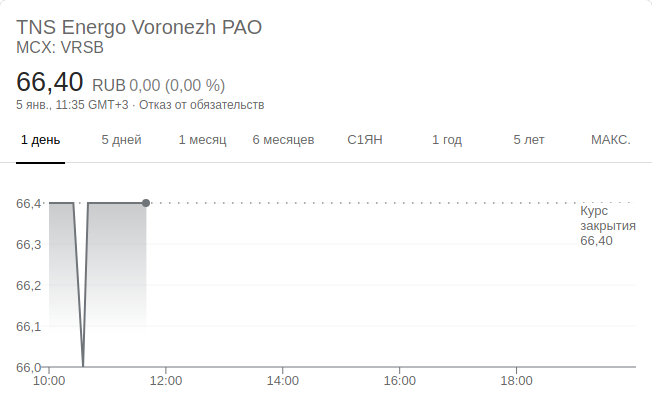 TNS Energo Voronezh PAO
MCX: VRSB
66,40 RUB 0,00 (0,00 %)
5 янв., 11:35 GMT+3 · Отказ от обязательств
1 день 5 дней 1 месяц 6 месяцев С1ЯН 1 год 5 лет МАКС.
66,4
Курс
закрытия
66,40
66,3
66,2
66,1
66,0
10:00 12:00 14:00 16:00 18:00